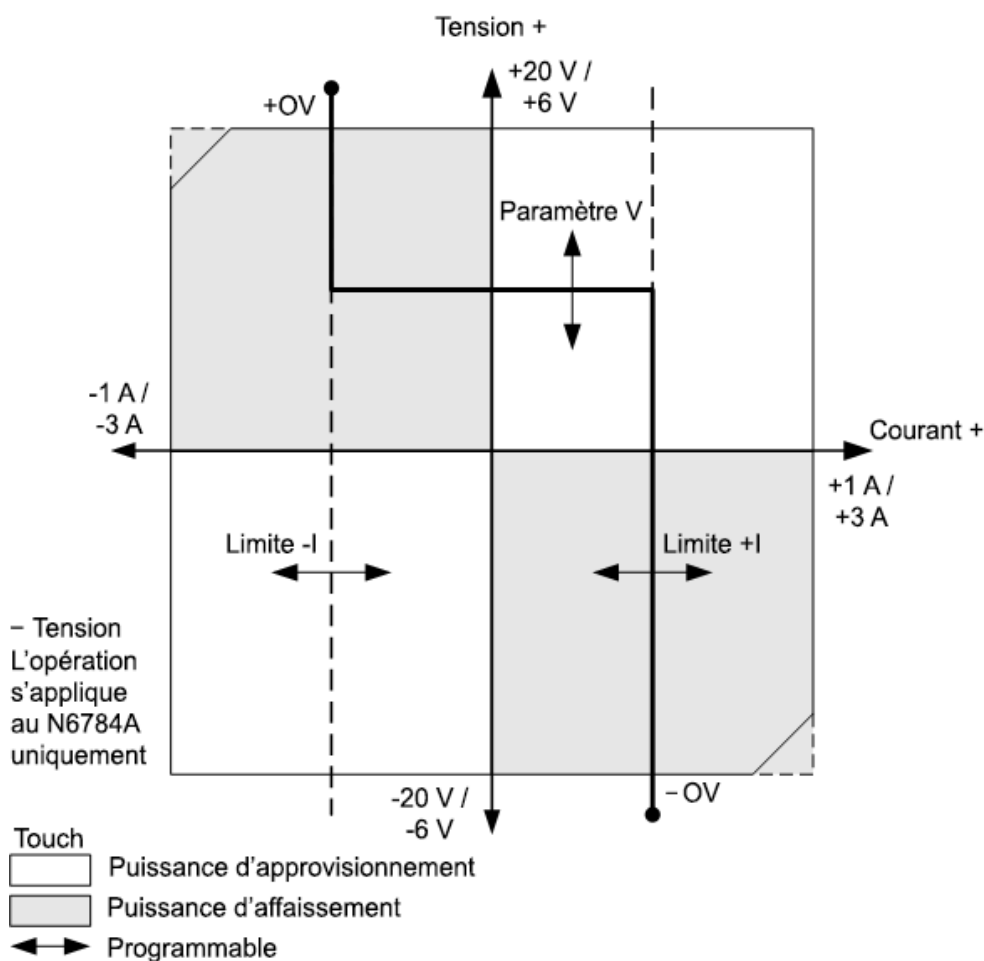 Tension +
+20 V /
+6 V
+OV
Paramètre V
-1 A /
-3 A
Courant +
+1 A /
+3 A
Limite -I
Limite +I
– Tension
L'opération
s'applique
au N6784A
uniquement
-20 V /
-6 V
– OV
Touch
Puissance d'approvisionnement
Puissance d'affaissement
Programmable